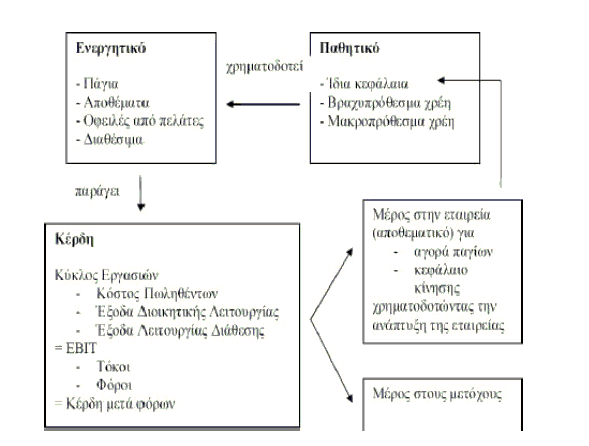 Ενεργητικό
- Πάγια
- Αποθέματα
- Οφειλές από πελάτες
- Διαθέσιμα
χρηματοδοτεί
Παθητικό
- Ίδια κεφάλαια
- Βραχυπρόθεσμα χρέη
- Μακροπρόθεσμα χρέη
παράγει
Κέρδη
Κύκλος Εργασιών
- Κόστος Πωληθέντων
- Έξοδα Διοικητικής Λειτουργίας
- Έξοδα Λειτουργίας Διάθεσης
= EBIT
- Τόκοι
- Φόροι
= Κέρδη μετά φόρων
Μέρος στην εταιρεία
(αποθεματικό) για
- αγορά παγίων
- κεφάλαιο
κίνησης
χρηματοδοτώντας την
ανάπτυξη της εταιρείας
Μέρος στους μετόχους